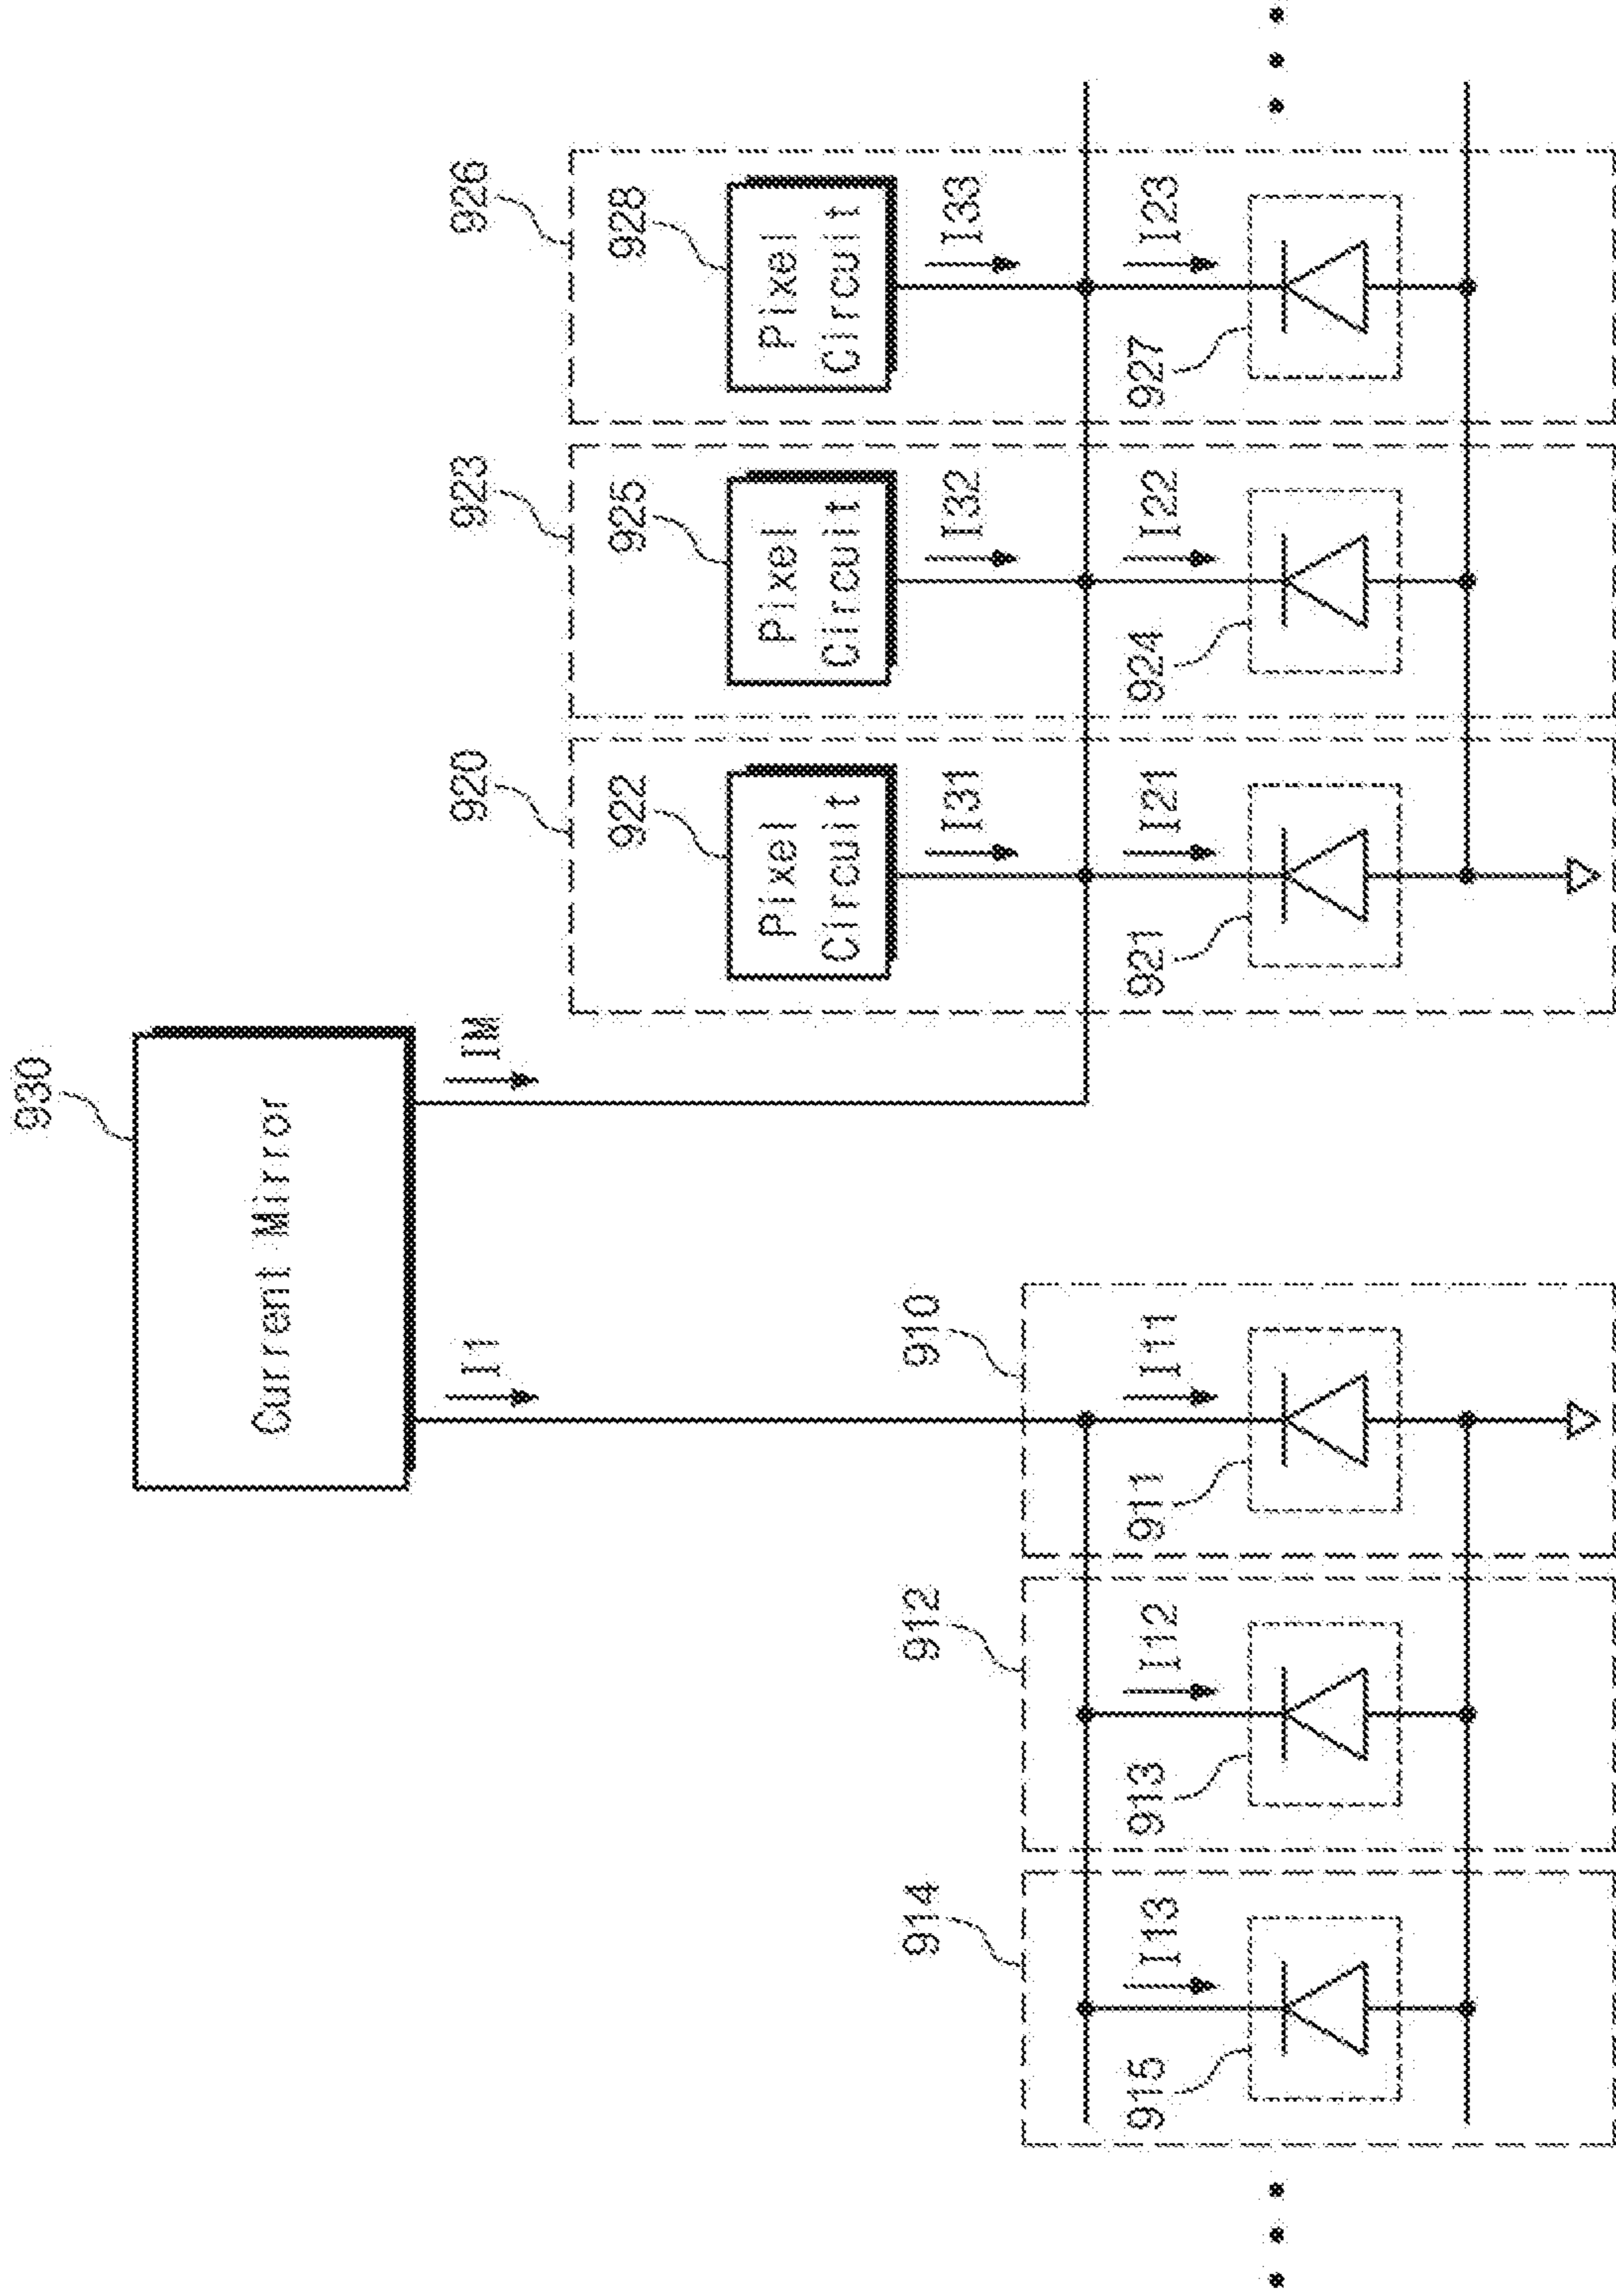 930
Current Mirror
I1
IM
920
923
926
922
925
928
Pixel
Circuit
Pixel
Circuit
Pixel
Circuit
I31
I32
I33
914
912
910
I13
I12
I11
I21
I22
I23
915
913
911
921
924
927